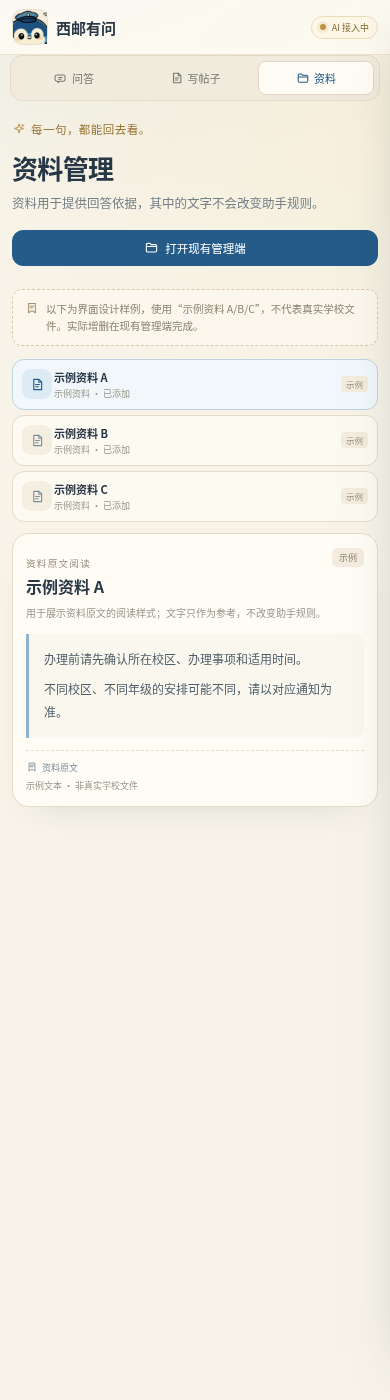 西邮有问
AI 接入中
问答
写帖子
资料
每一句，都能回去看。
资料管理
资料用于提供回答依据，其中的文字不会改变助手规则。
打开现有管理端
以下为界面设计样例，使用“示例资料 A/B/C”，不代表真实学校文
件。实际增删在现有管理端完成。
示例资料 A
示例资料 • 已添加
示例
示例资料 B
示例资料 • 已添加
示例
示例资料 C
示例资料 • 已添加
示例
示例
资料原文阅读
示例资料 A
用于展示资料原文的阅读样式；文字只作为参考，不改变助手规则。
办理前请先确认所在校区、办理事项和适用时间。
不同校区、不同年级的安排可能不同，请以对应通知为
准。
资料原文
示例文本 • 非真实学校文件